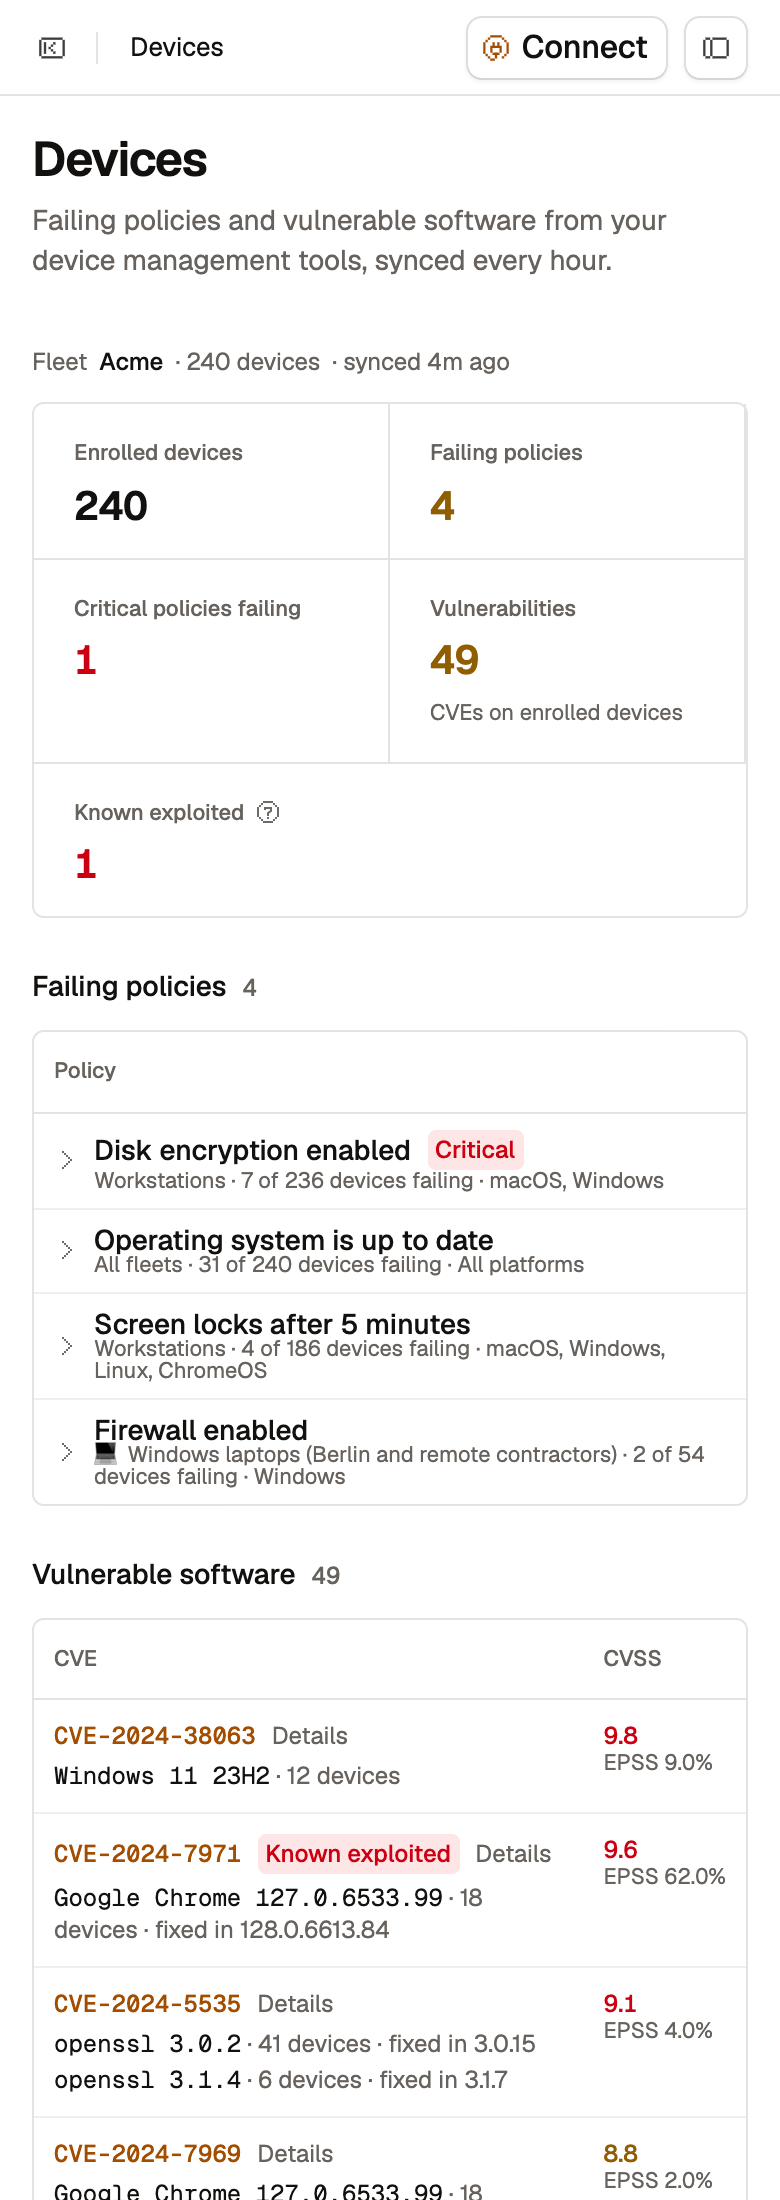 Devices
Connect
Devices
Failing policies and vulnerable software from your
device management tools, synced every hour.
Fleet Acme · 240 devices · synced 4m ago
Enrolled devices
240
Failing policies
4
Critical policies failing
1
Vulnerabilities
49
CVEs on enrolled devices
Known exploited ?
1
Failing policies 4
Policy
Disk encryption enabled Critical
Workstations · 7 of 236 devices failing · macOS, Windows
Operating system is up to date
All fleets · 31 of 240 devices failing · All platforms
Screen locks after 5 minutes
Workstations · 4 of 186 devices failing · macOS, Windows,
Linux, ChromeOS
Firewall enabled
💻 Windows laptops (Berlin and remote contractors) · 2 of 54
devices failing · Windows
Vulnerable software 49
CVE CVSS
CVE-2024-38063 Details 9.8
EPSS 9.0%
Windows 11 23H2 · 12 devices
CVE-2024-7971 Known exploited Details 9.6
EPSS 62.0%
Google Chrome 127.0.6533.99 · 18
devices · fixed in 128.0.6613.84
CVE-2024-5535 Details 9.1
EPSS 4.0%
openssl 3.0.2 · 41 devices · fixed in 3.0.15
openssl 3.1.4 · 6 devices · fixed in 3.1.7
CVE-2024-7969 Details 8.8
EPSS 2.0%
Google Chrome 127.0.6533.99 · 18